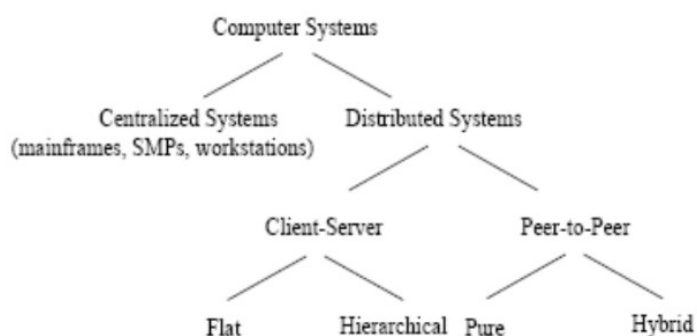 Computer Systems
Centralized Systems
(mainframes, SMPs, workstations)
Distributed Systems
Client-Server
Peer-to-Peer
Flat
Hierarchical
Pure
Hybrid